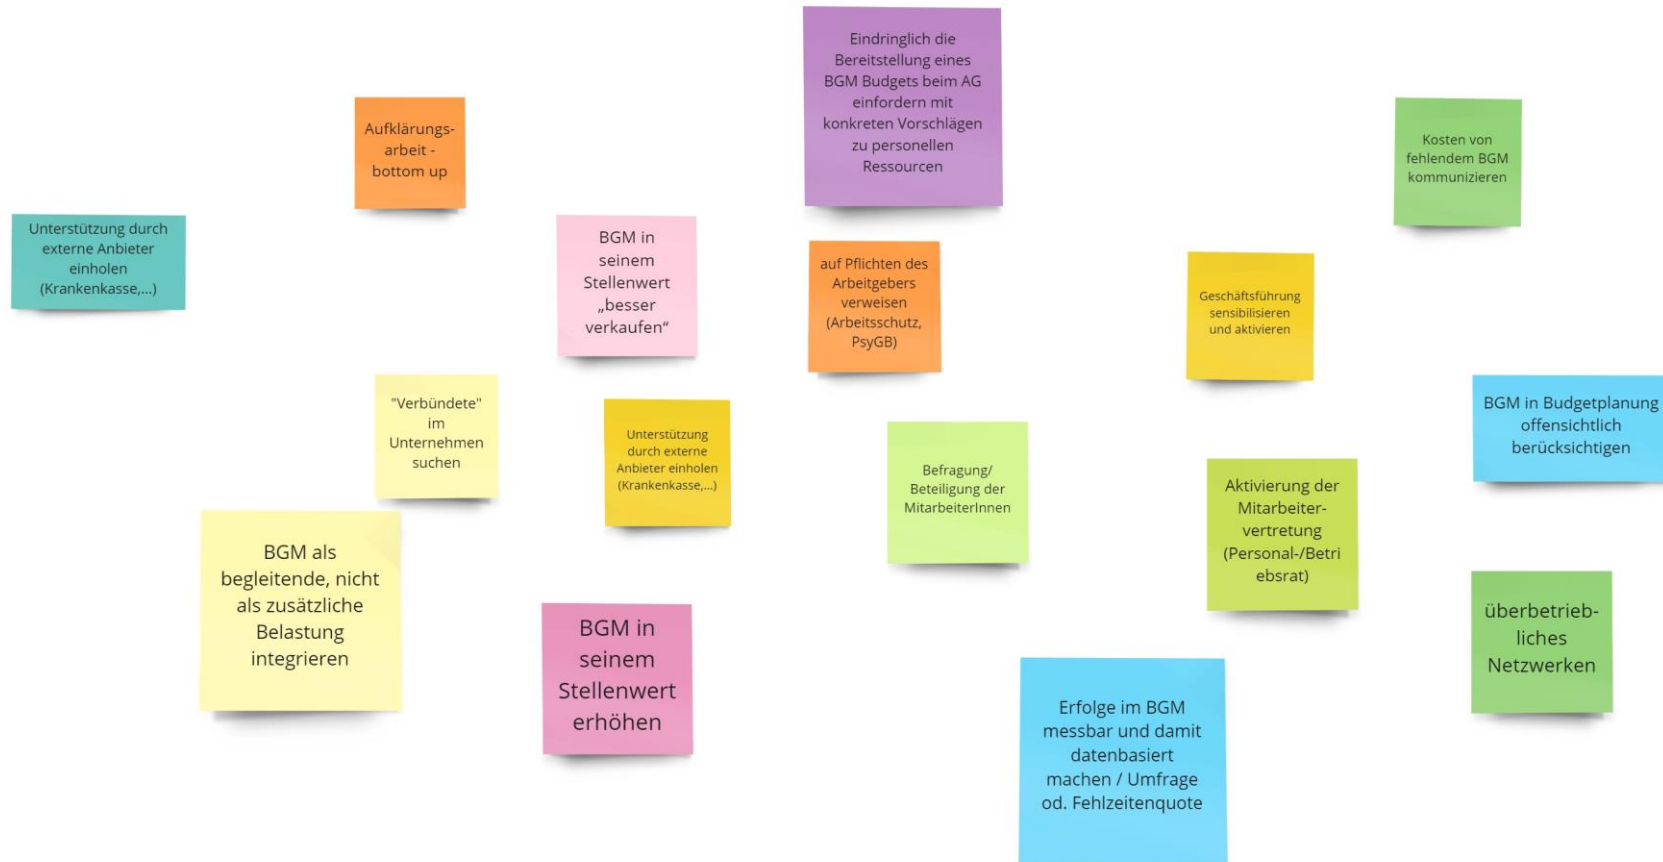 Eindringlich die
Bereitstellung eines
BGM Budgets beim AG
einfordern mit
konkreten Vorschlägen
zu personellen
Ressourcen
Aufklärungs-
arbeit -
bottom up
Kosten von
fehlendem BGM
kommunizieren
Unterstützung durch
externe Anbieter
einholen
(Krankenkasse,...)
BGM in
seinem
Stellenwert
„besser
verkaufen“
auf Pflichten des
Arbeitgebers
verweisen
(Arbeitsschutz,
PsyGB)
Geschäftsführung
sensibilisieren
und aktivieren
"Verbündete"
im
Unternehmen
suchen
Unterstützung
durch externe
Anbieter einholen
(Krankenkasse,...)
Befragung/
Beteiligung der
MitarbeiterInnen
Aktivierung der
Mitarbeiter-
vertretung
(Personal-/Betri
ebsrat)
BGM in Budgetplanung
offensichtlich
berücksichtigen
BGM als
begleitende, nicht
als zusätzliche
Belastung
integrieren
BGM in
seinem
Stellenwert
erhöhen
Erfolge im BGM
messbar und damit
datenbasiert
machen / Umfrage
od. Fehlzeitenquote
überbetrieb-
liches
Netzwerken